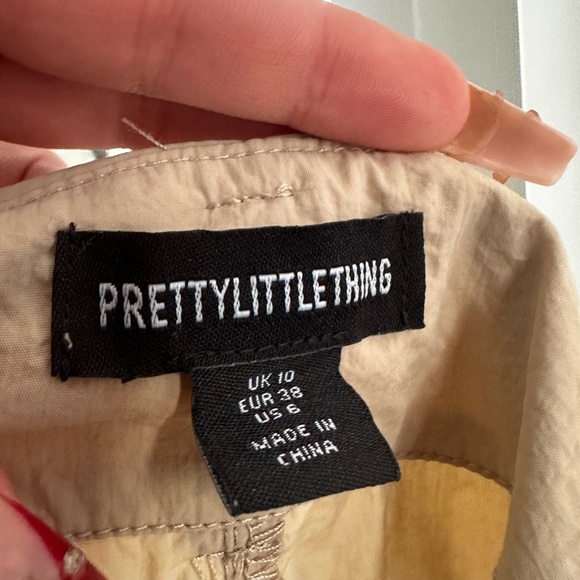 PRETTYLITTLETHING
UK 10
EUR 38
US 6
MADE IN
CHINA